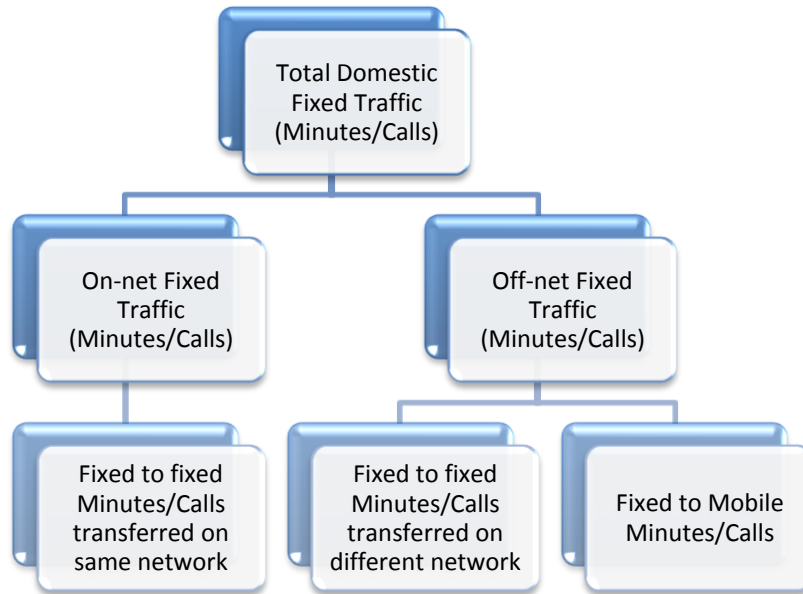 Total Domestic
Fixed Traffic
(Minutes/Calls)
On-net Fixed
Traffic
(Minutes/Calls)
Off-net Fixed
Traffic
(Minutes/Calls)
Fixed to fixed
Minutes/Calls
transferred on
same network
Fixed to fixed
Minutes/Calls
transferred on
different network
Fixed to Mobile
Minutes/Calls